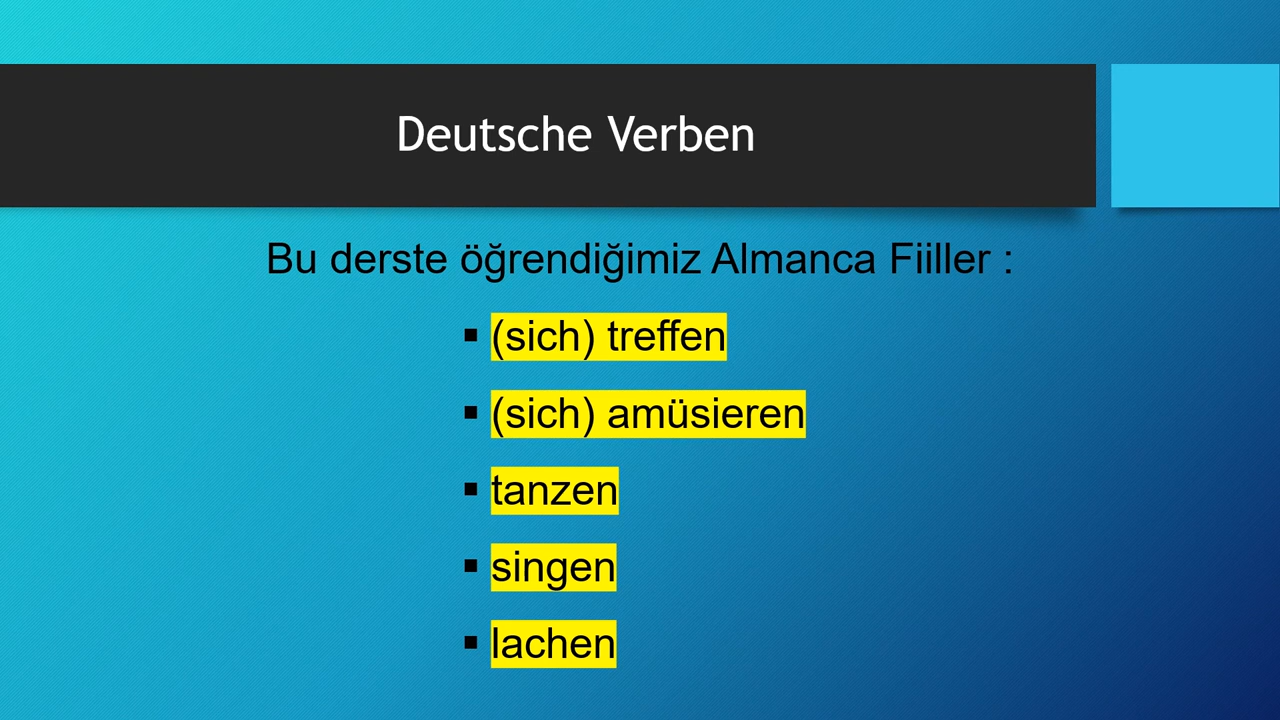 Deutsche Verben
Bu derste öğrendiğimiz Almanca Fiiller :
▪ (sich) treffen
▪ (sich) amüsieren
▪ tanzen
▪ singen
▪ lachen